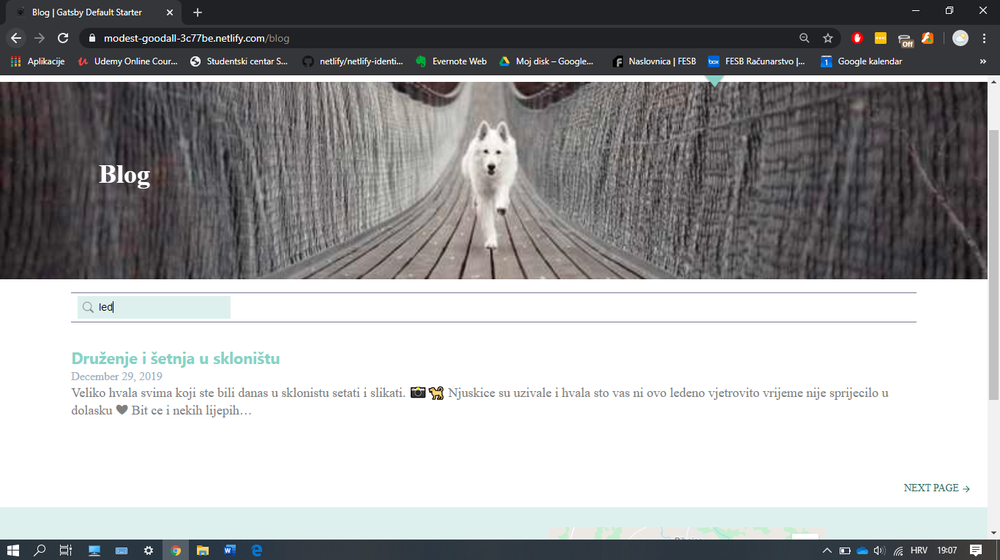 Blog | Gatsby Default Starter
modest-goodall-3c77be.netlify.com/blog
Off
Aplikacije
Udemy Online Cour...
Studentski centar S...
netlify/netlify-identi...
Evernote Web
Moj disk – Google...
Naslovnica | FESB
box
FESB Računarstvo |...
1
Google kalendar
»
Blog
led
Druženje i šetnja u skloništu
December 29, 2019
Veliko hvala svima koji ste bili danas u sklonistu setati i slikati. 📷🐕 Njuskice su uzivale i hvala sto vas ni ovo ledeno vjetrovito vrijeme nije sprijecilo u
dolasku ♥ Bit ce i nekih lijepih…
NEXT PAGE →
HRV
19:07